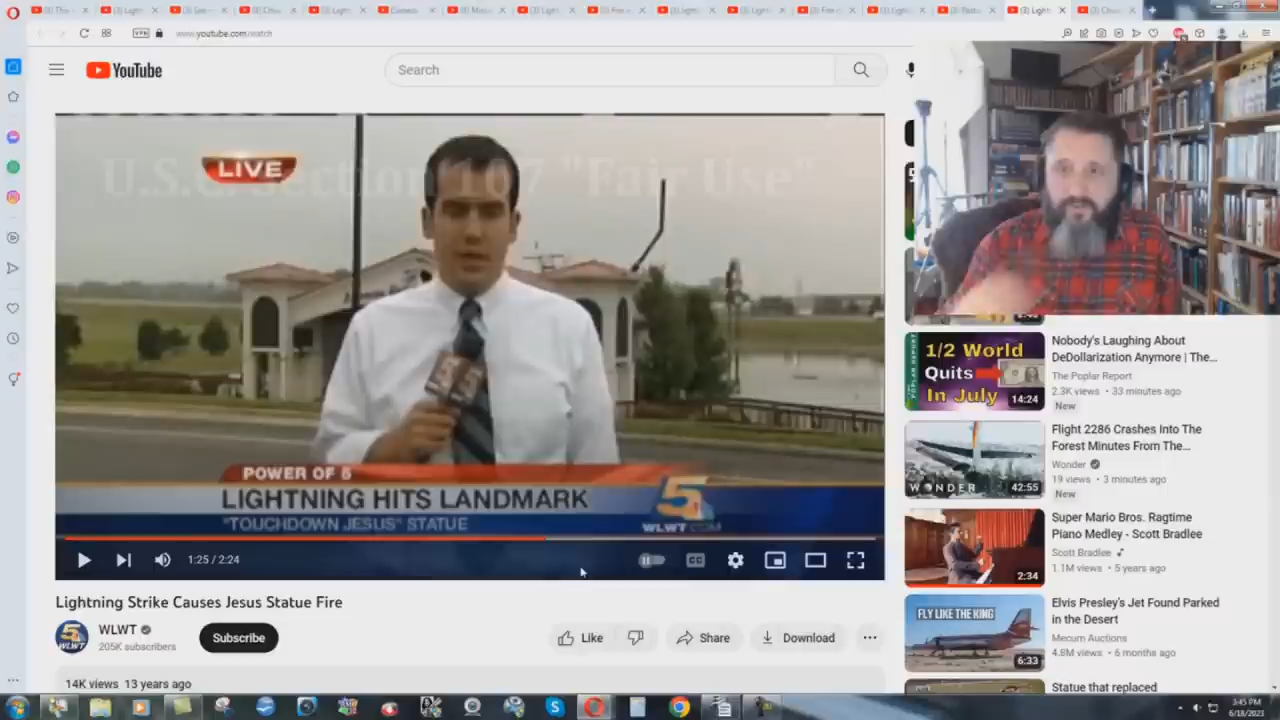 VPN
www.youtube.com/watch
YouTube
Search
LIVE
U.S.C. Section 107 "Fair Use"
POWER OF 5
LIGHTNING HITS LANDMARK
"TOUCHDOWN JESUS" STATUE
5
WLWT.COM
1:25 / 2:24
CC
Lightning Strike Causes Jesus Statue Fire
WLWT
205K subscribers
Subscribe
Like
Share
Download
14K views 13 years ago
1/2 World
Quits
In July
14:24
Nobody's Laughing About
DeDollarization Anymore | The...
The Poplar Report
2.3K views • 33 minutes ago
New
WONDER
42:55
Flight 2286 Crashes Into The
Forest Minutes From The...
Wonder
19 views • 3 minutes ago
New
2:34
Super Mario Bros. Ragtime
Piano Medley - Scott Bradlee
Scott Bradlee
1.1M views • 5 years ago
FLY LIKE THE KING
6:33
Elvis Presley's Jet Found Parked
in the Desert
Mecum Auctions
4.8M views • 6 months ago
Statue that replaced
3:45 PM
6/18/2023